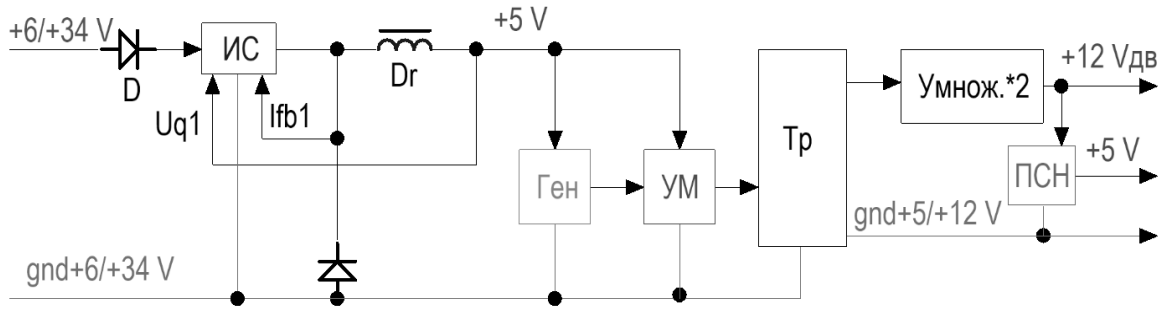 +6/+34 V
D
ИС
Uq1
Ifb1
Dr
+5 V
Ген
УМ
Тр
Умнож.*2
+12 Vдв
ПСН
+5 V
gnd+5/+12 V
gnd+6/+34 V